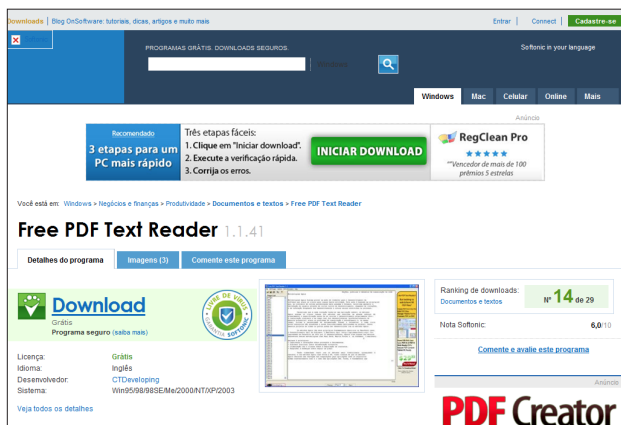 Downloads | Blog OnSoftware: tutoriais, dicas, artigos e muito mais
Entrar | Connect | Cadastre-se
PROGRAMAS GRÁTIS. DOWNLOADS SEGUROS.
Softonic in your language
Windows Mac Celular Online Mais
Anúncio
Recomendado
3 etapas para um
PC mais rápido
Três etapas fáceis:
1. Clique em "Iniciar download".
2. Execute a verificação rápida.
3. Corrija os erros.
INICIAR DOWNLOAD
RegClean Pro
""Vencedor de mais de 100
prêmios 5 estrelas
Você está em: Windows > Negócios e finanças > Produtividade > Documentos e textos > Free PDF Text Reader
Free PDF Text Reader 1.1.41
Detalhes do programa Imagens (3) Comente este programa
Download
Grátis
Programa seguro (saiba mais)
LIVRE DE VIRUS
GARANTIA SOFTONIC
Licença: Grátis
Idioma: Inglês
Desenvolvedor: CTDeveloping
Sistema: Win95/98/98SE/Me/2000/NT/XP/2003
Veja todos os detalhes
Ranking de downloads:
Documentos e textos
Nº 14 de 29
Nota Softonic: 6,0/10
Comente e avalie este programa
Anúncio
PDF Creator